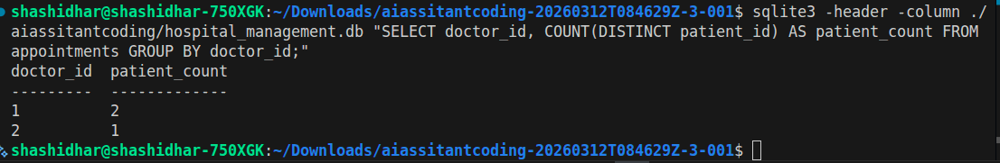 shashidhar@shashidhar-750XGK:~/Downloads/aiassitantcoding-20260312T084629Z-3-001$ sqlite3 -header -column ./
aiassitantcoding/hospital_management.db "SELECT doctor_id, COUNT(DISTINCT patient_id) AS patient_count FROM
appointments GROUP BY doctor_id;"
doctor_id  patient_count
---------  -------------
1          2
2          1
shashidhar@shashidhar-750XGK:~/Downloads/aiassitantcoding-20260312T084629Z-3-001$